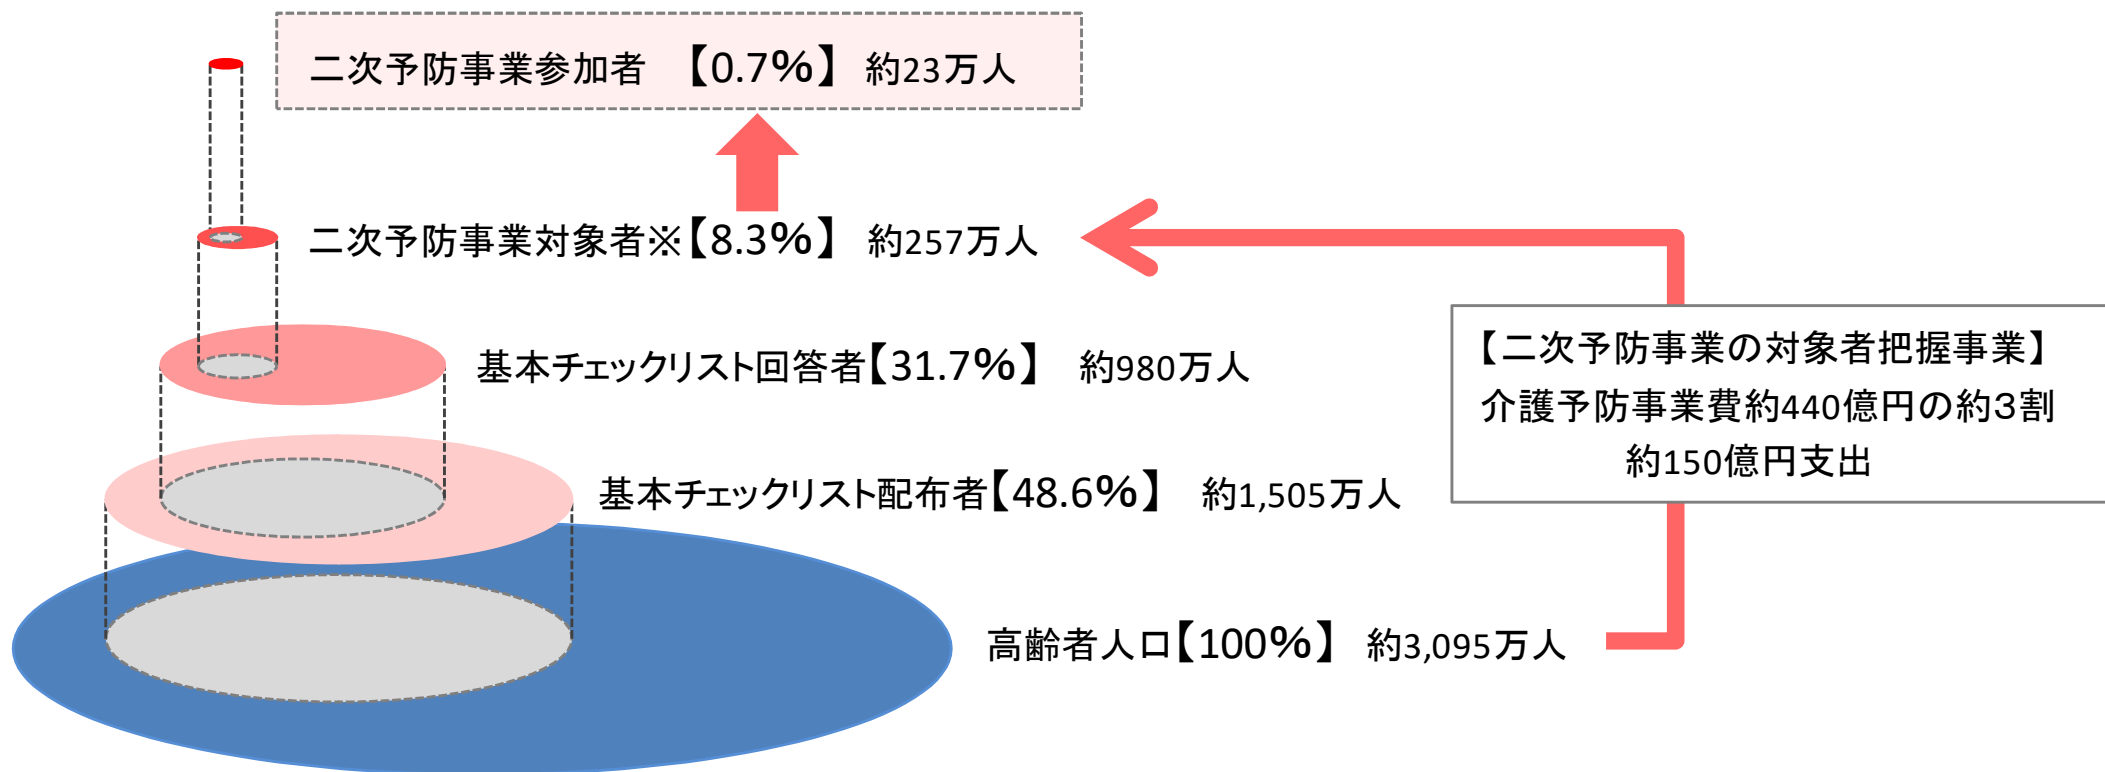 二次予防事業参加者 【0.7%】 約23万人
二次予防事業対象者※【8.3%】 約257万人
基本チェックリスト回答者【31.7%】 約980万人
【二次予防事業の対象者把握事業】
介護予防事業費約440億円の約3割
約150億円支出
基本チェックリスト配布者【48.6%】 約1,505万人
高齢者人口【100%】 約3,095万人